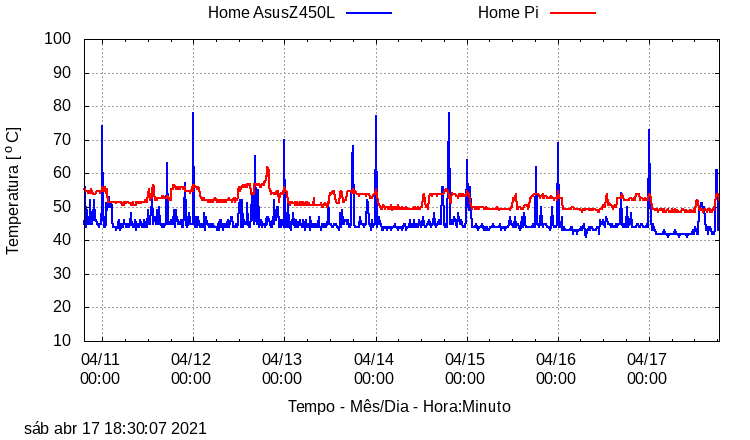 Home AsusZ450L
Home Pi
Temperatura [ º C]
100
90
80
70
60
50
40
30
20
10
04/11 04/12 04/13 04/14 04/15 04/16 04/17
00:00 00:00 00:00 00:00 00:00 00:00 00:00
Tempo - Mês/Dia - Hora:Minuto
sáb abr 17 18:30:07 2021